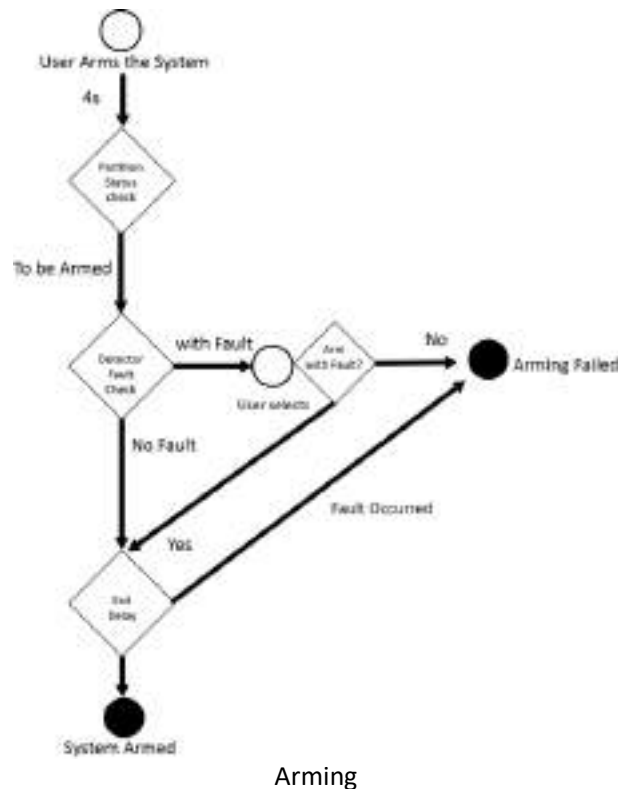 User Arms the System
4s
Partition
Status
check
To be Armed
Detector
Fault
Check
with Fault
User selects
Arm
with Fault?
No
Arming Failed
No Fault
Yes
Fault Occurred
Delay
System Armed
Arming